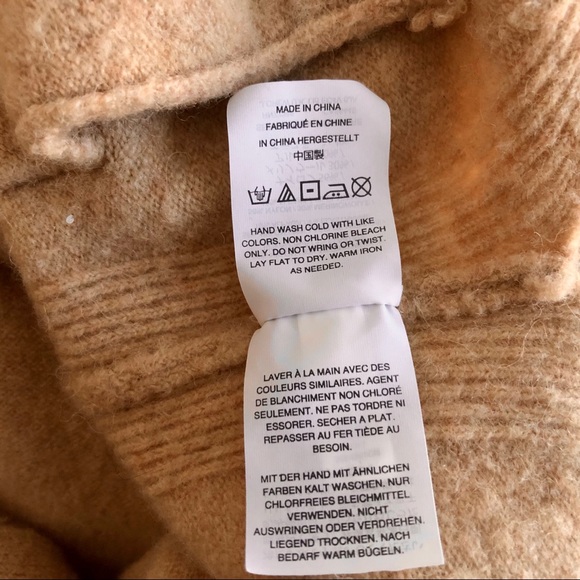 MADE IN CHINA
FABRIQUÉ EN CHINE
IN CHINA HERGESTELLT
中国製
HAND WASH COLD WITH LIKE
COLORS. NON CHLORINE BLEACH
ONLY. DO NOT WRING OR TWIST.
LAY FLAT TO DRY. WARM IRON
AS NEEDED.
LAVER À LA MAIN AVEC DES
COULEURS SIMILAIRES. AGENT
DE BLANCHIMENT NON CHLORÉ
SEULEMENT. NE PAS TORDRE NI
ESSORER. SECHER A PLAT.
REPASSER AU FER TIÈDE AU
BESOIN.
MIT DER HAND MIT ÄHNLICHEN
FARBEN KALT WASCHEN. NUR
CHLORFREIES BLEICHMITTEL
VERWENDEN. NICHT
AUSWRINGEN ODER VERDREHEN.
LIEGEND TROCKNEN. NACH
BEDARF WARM BÜGELN.